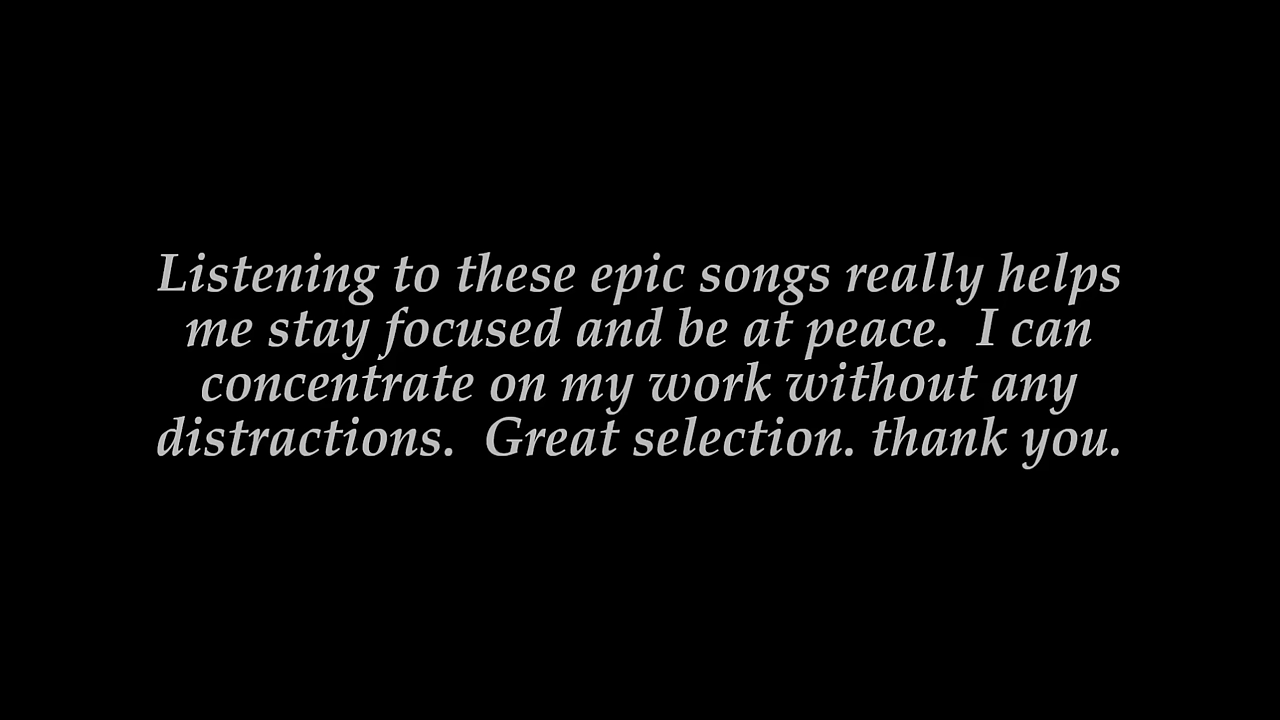 Listening to these epic songs really helps
me stay focused and be at peace.  I can
concentrate on my work without any
distractions.  Great selection. thank you.